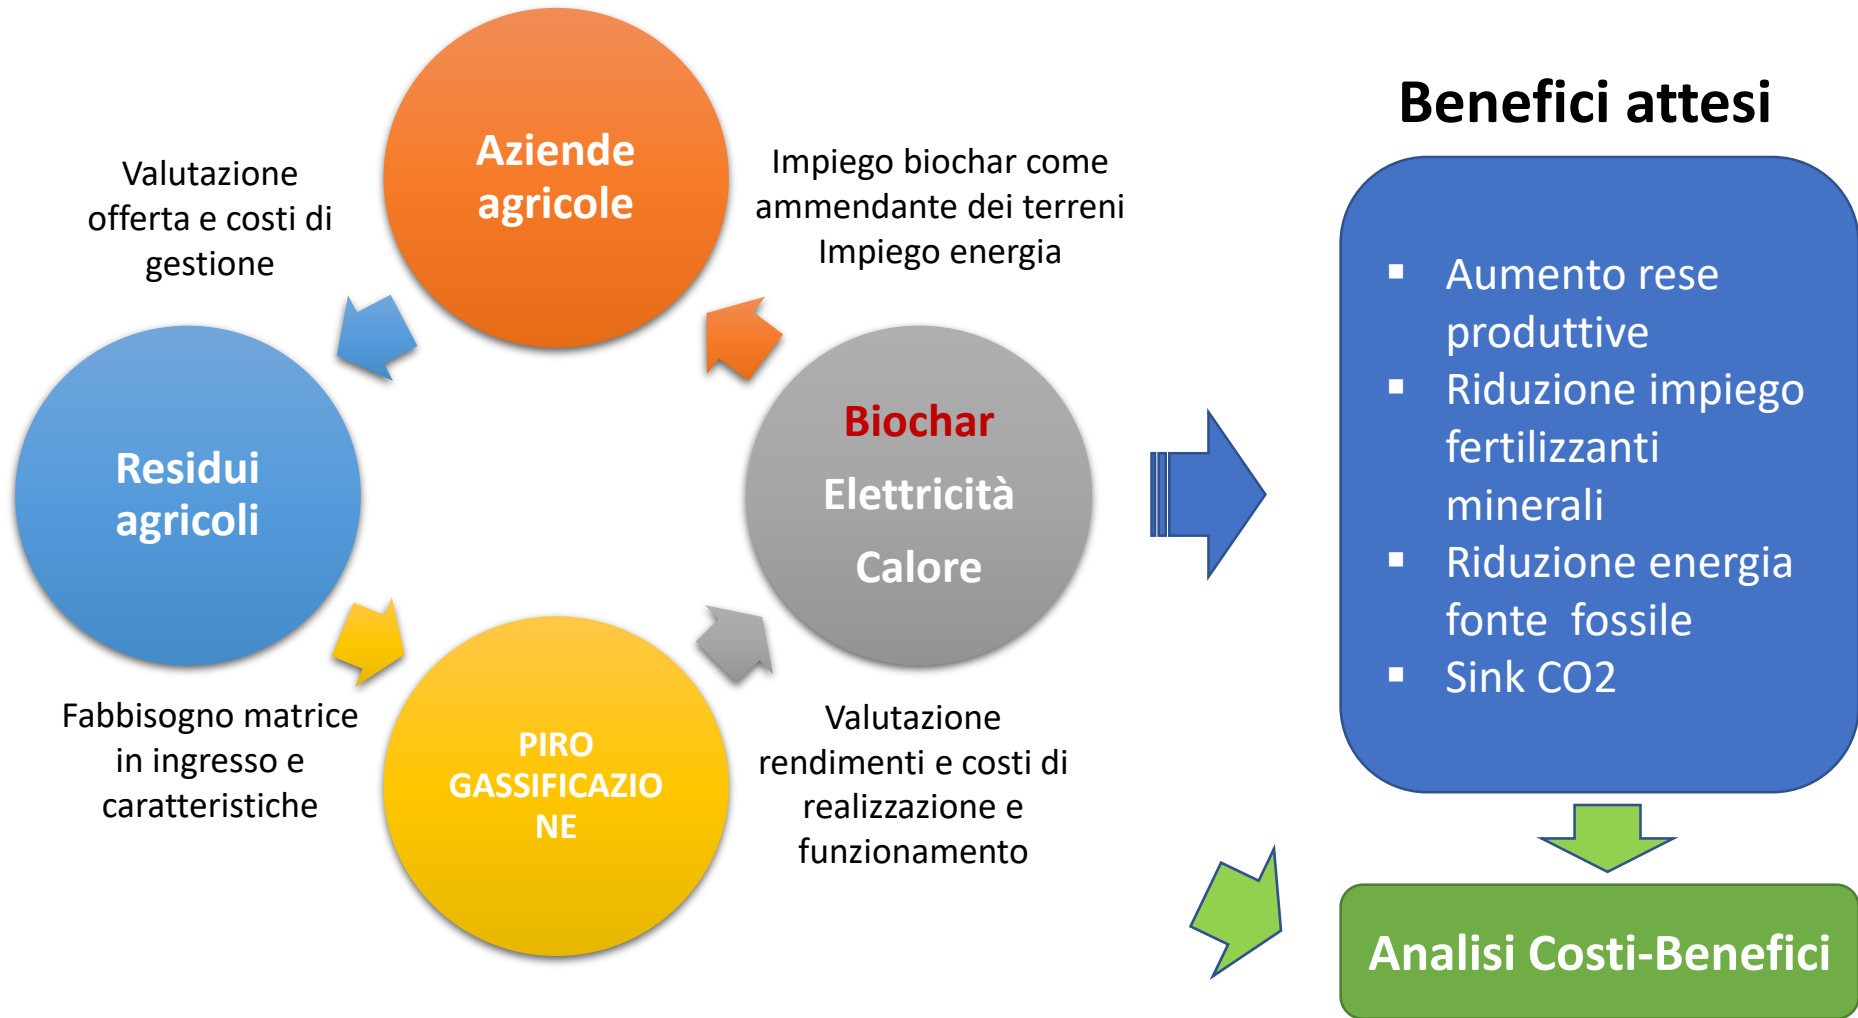 Aziende
agricole
Valutazione
offerta e costi di
gestione
Impiego biochar come
ammendante dei terreni
Impiego energia
Residui
agricoli
Biochar
Elettricità
Calore
Fabbisogno matrice
in ingresso e
caratteristiche
PIRO
GASSIFICAZIO
NE
Valutazione
rendimenti e costi di
realizzazione e
funzionamento
Benefici attesi
▪ Aumento rese
produttive
▪ Riduzione impiego
fertilizzanti
minerali
▪ Riduzione energia
fonte fossile
▪ Sink CO2
Analisi Costi-Benefici